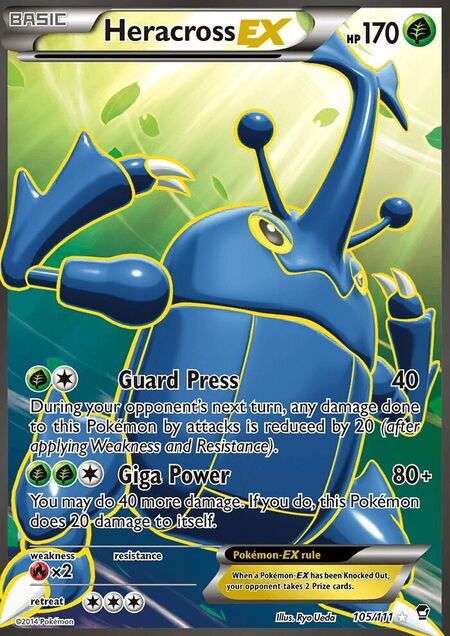 BASIC
Heracross EX
HP 170
Guard Press 40
During your opponent's next turn, any damage done
to this Pokémon by attacks is reduced by 20 (after
applying Weakness and Resistance).
Giga Power 80+
You may do 40 more damage. If you do, this Pokémon
does 20 damage to itself.
weakness resistance
×2
retreat
Pokémon-EX rule
When a Pokémon-EX has been Knocked Out,
your opponent takes 2 Prize cards.
©2014 Pokémon
Illus. Ryo Ueda
105/111